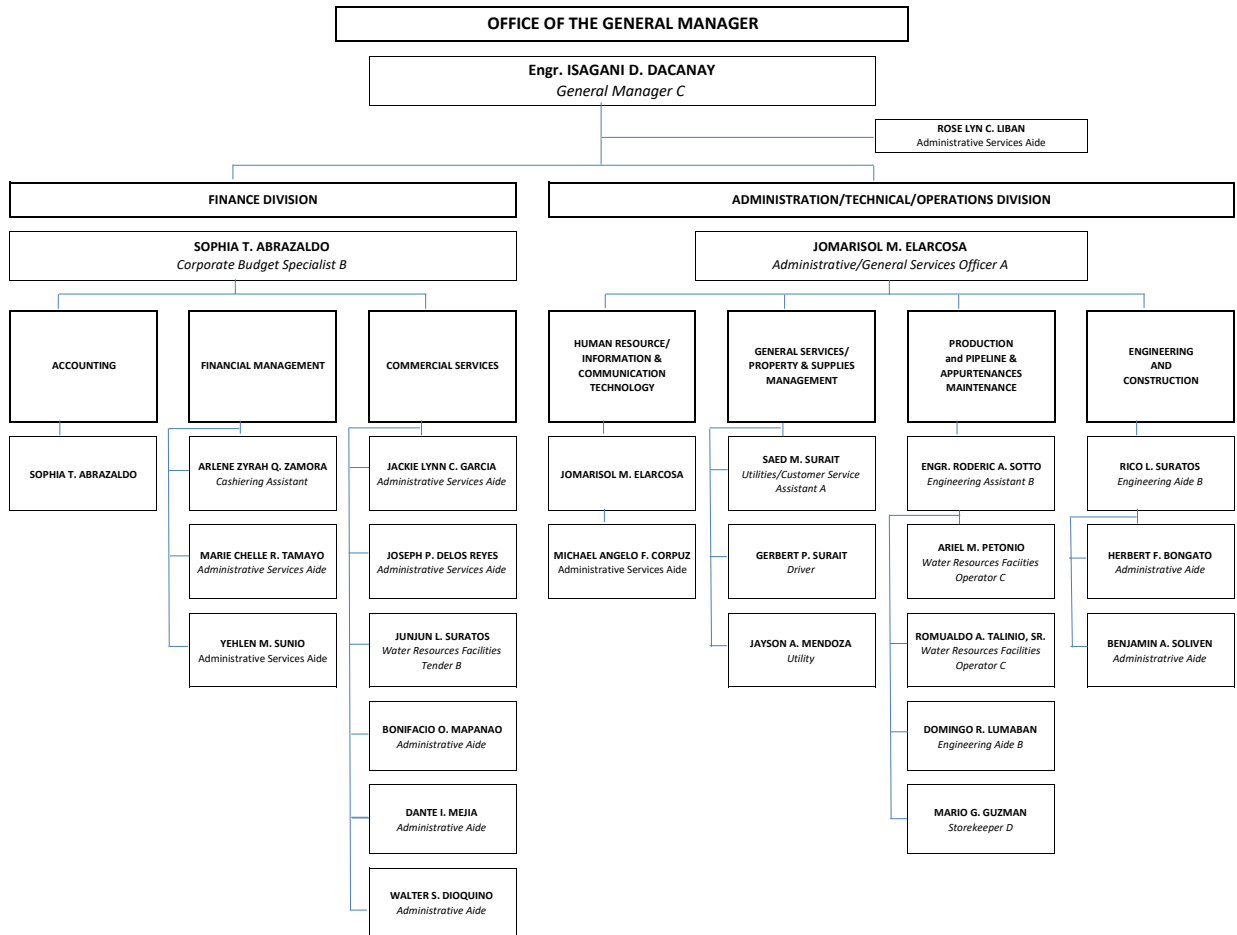 OFFICE OF THE GENERAL MANAGER
Engr. ISAGANI D. DACANAY
General Manager C
ROSE LYN C. LIBAN
Administrative Services Aide
FINANCE DIVISION
SOPHIA T. ABRAZALDO
Corporate Budget Specialist B
ACCOUNTING
SOPHIA T. ABRAZALDO
FINANCIAL MANAGEMENT
ARLENE ZYRAH Q. ZAMORA
Cashiering Assistant
MARIE CHELLE R. TAMAYO
Administrative Services Aide
YEHLEN M. SUNIO
Administrative Services Aide
COMMERCIAL SERVICES
JACKIE LYNN C. GARCIA
Administrative Services Aide
JOSEPH P. DELOS REYES
Administrative Services Aide
JUNJUN L. SURATOS
Water Resources Facilities
Tender B
BONIFACIO O. MAPANAO
Administrative Aide
DANTE I. MEJIA
Administrative Aide
WALTER S. DIOQUINO
Administrative Aide
ADMINISTRATION/TECHNICAL/OPERATIONS DIVISION
JOMARISOL M. ELARCOSA
Administrative/General Services Officer A
HUMAN RESOURCE/
INFORMATION &
COMMUNICATION
TECHNOLOGY
JOMARISOL M. ELARCOSA
MICHAEL ANGELO F. CORPUZ
Administrative Services Aide
GENERAL SERVICES/
PROPERTY & SUPPLIES
MANAGEMENT
SAED M. SURAIT
Utilities/Customer Service
Assistant A
GERBERT P. SURAIT
Driver
JAYSON A. MENDOZA
Utility
PRODUCTION
and PIPELINE &
APPURTENANCES
MAINTENANCE
ENGR. RODERIC A. SOTTO
Engineering Assistant B
ARIEL M. PETONIO
Water Resources Faciities
Operator C
ROMUALDO A. TALINIO, SR.
Water Resources Facilities
Operator C
DOMINGO R. LUMABAN
Engineering Aide B
MARIO G. GUZMAN
Storekeeper D
ENGINEERING
AND
CONSTRUCTION
RICO L. SURATOS
Engineering Aide B
HERBERT F. BONGATO
Administrative Aide
BENJAMIN A. SOLIVEN
Administratrive Aide